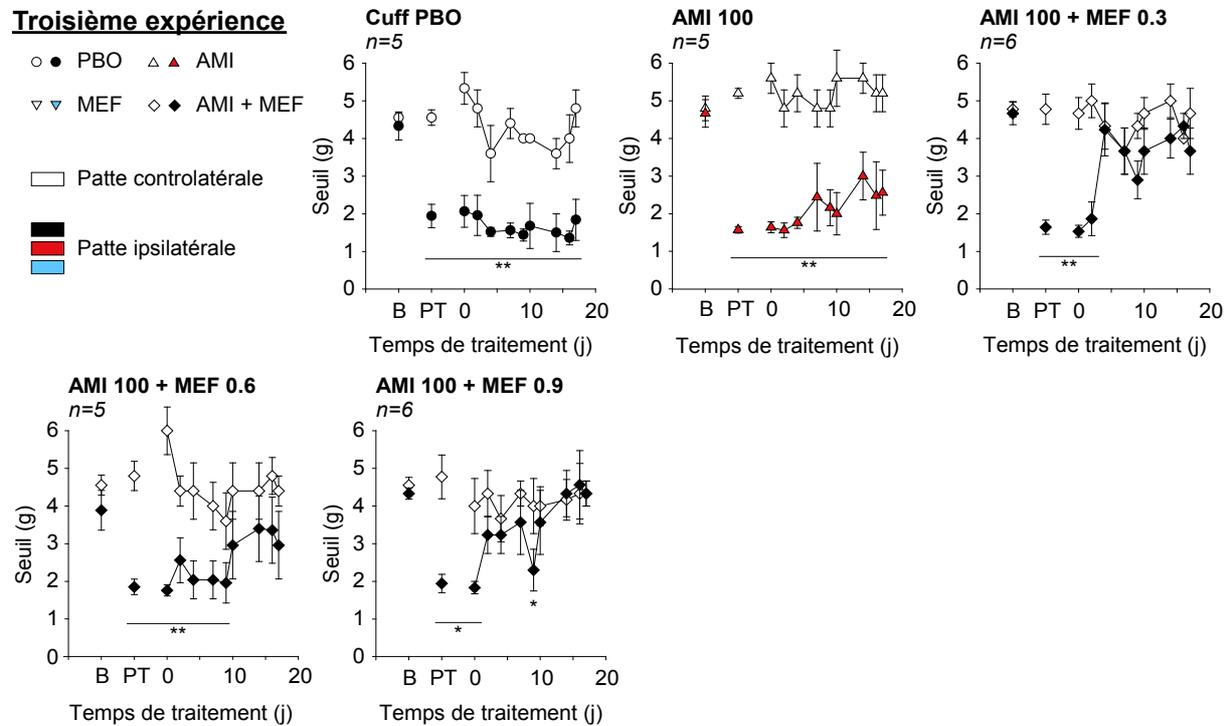 Troisième expérience
PBO
AMI
MEF
AMI + MEF
Patte controlatérale
Patte ipsilatérale
Cuff PBO
n=5
Seuil (g)
6
5
4
3
2
1
0
**
B PT 0 10 20
Temps de traitement (j)
AMI 100
n=5
Seuil (g)
6
5
4
3
2
1
0
**
B PT 0 10 20
Temps de traitement (j)
AMI 100 + MEF 0.3
n=6
Seuil (g)
6
5
4
3
2
1
0
**
B PT 0 10 20
Temps de traitement (j)
AMI 100 + MEF 0.6
n=5
Seuil (g)
6
5
4
3
2
1
0
**
B PT 0 10 20
Temps de traitement (j)
AMI 100 + MEF 0.9
n=6
Seuil (g)
6
5
4
3
2
1
0
*
*
B PT 0 10 20
Temps de traitement (j)